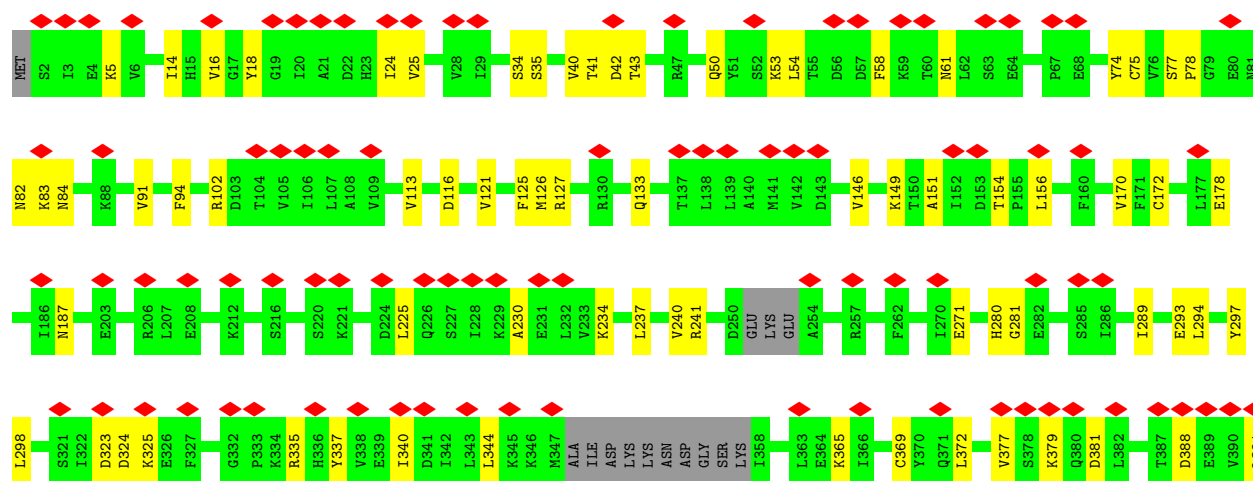 MET S2 I3 E4 K5 V6 I14 H15 V16 G17 Y18 G19 I20 A21 D22 H23 I24 V25 V28 I29 S34 S35 V40 T41 D42 T43 R47 Q50 Y51 S52 K53 L54 T55 D56 D57 F58 K59 T60 N61 L62 S63 E64 P67 E68 Y74 C75 V76 S77 P78 G79 E80 N81
N82 K83 N84 K88 V91 F94 R102 D103 T104 V105 I106 L107 A108 V109 V113 D116 V121 F125 M126 R127 R130 Q133 T137 L138 L139 A140 M141 V142 D143 V146 K149 T150 A151 I152 D153 T154 P155 L156 F160 V170 F171 C172 L177 E178
I186 N187 E203 R206 L207 E208 K212 S216 S220 K221 D224 L225 Q226 S227 I228 K229 A230 E231 L232 V233 K234 L237 V240 R241 D250 GLU LYS GLU A254 R257 F262 I270 E271 H280 G281 E282 S285 I286 I289 E293 L294 Y297
L298 S321 I322 D323 D324 K325 E326 F327 G332 P333 K334 R335 H336 Y337 V338 E339 I340 D341 I342 L343 L344 K345 K346 M347 ALA ILE ASP LYS LYS ASN ASP GLY SER LYS I358 L363 E364 K365 I366 C369 Y370 Q371 L372 V377 S378 K379 Q380 D381 L382 T387 D388 E389 V390